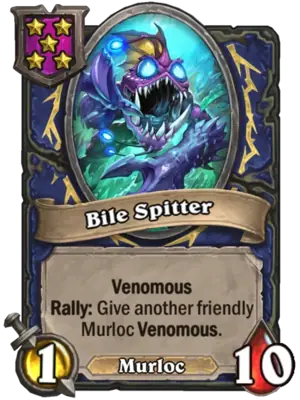 Bile Spitter
Venomous
Rally: Give another friendly
Murloc Venomous.
1
Murloc
10